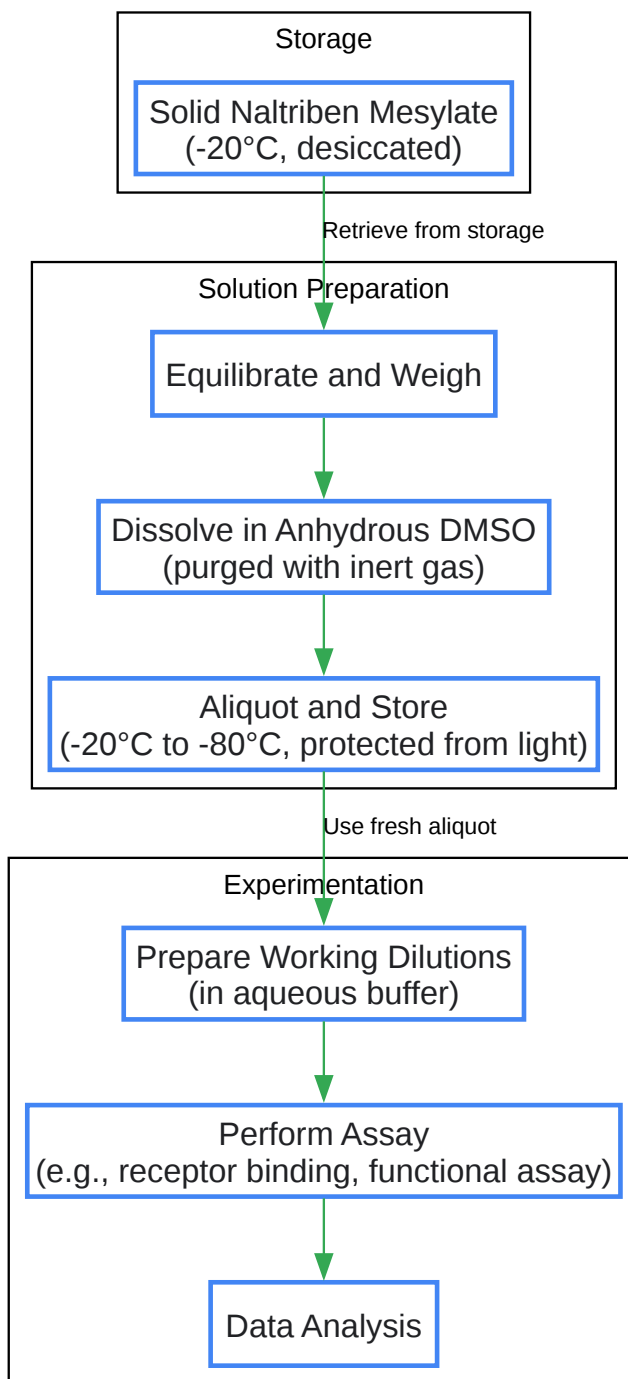 Storage
Solid Naltriben Mesylate
(-20°C, desiccated)
Retrieve from storage
Solution Preparation
Equilibrate and Weigh
Dissolve in Anhydrous DMSO
(purged with inert gas)
Aliquot and Store
(-20°C to -80°C, protected from light)
Use fresh aliquot
Experimentation
Prepare Working Dilutions
(in aqueous buffer)
Perform Assay
(e.g., receptor binding, functional assay)
Data Analysis